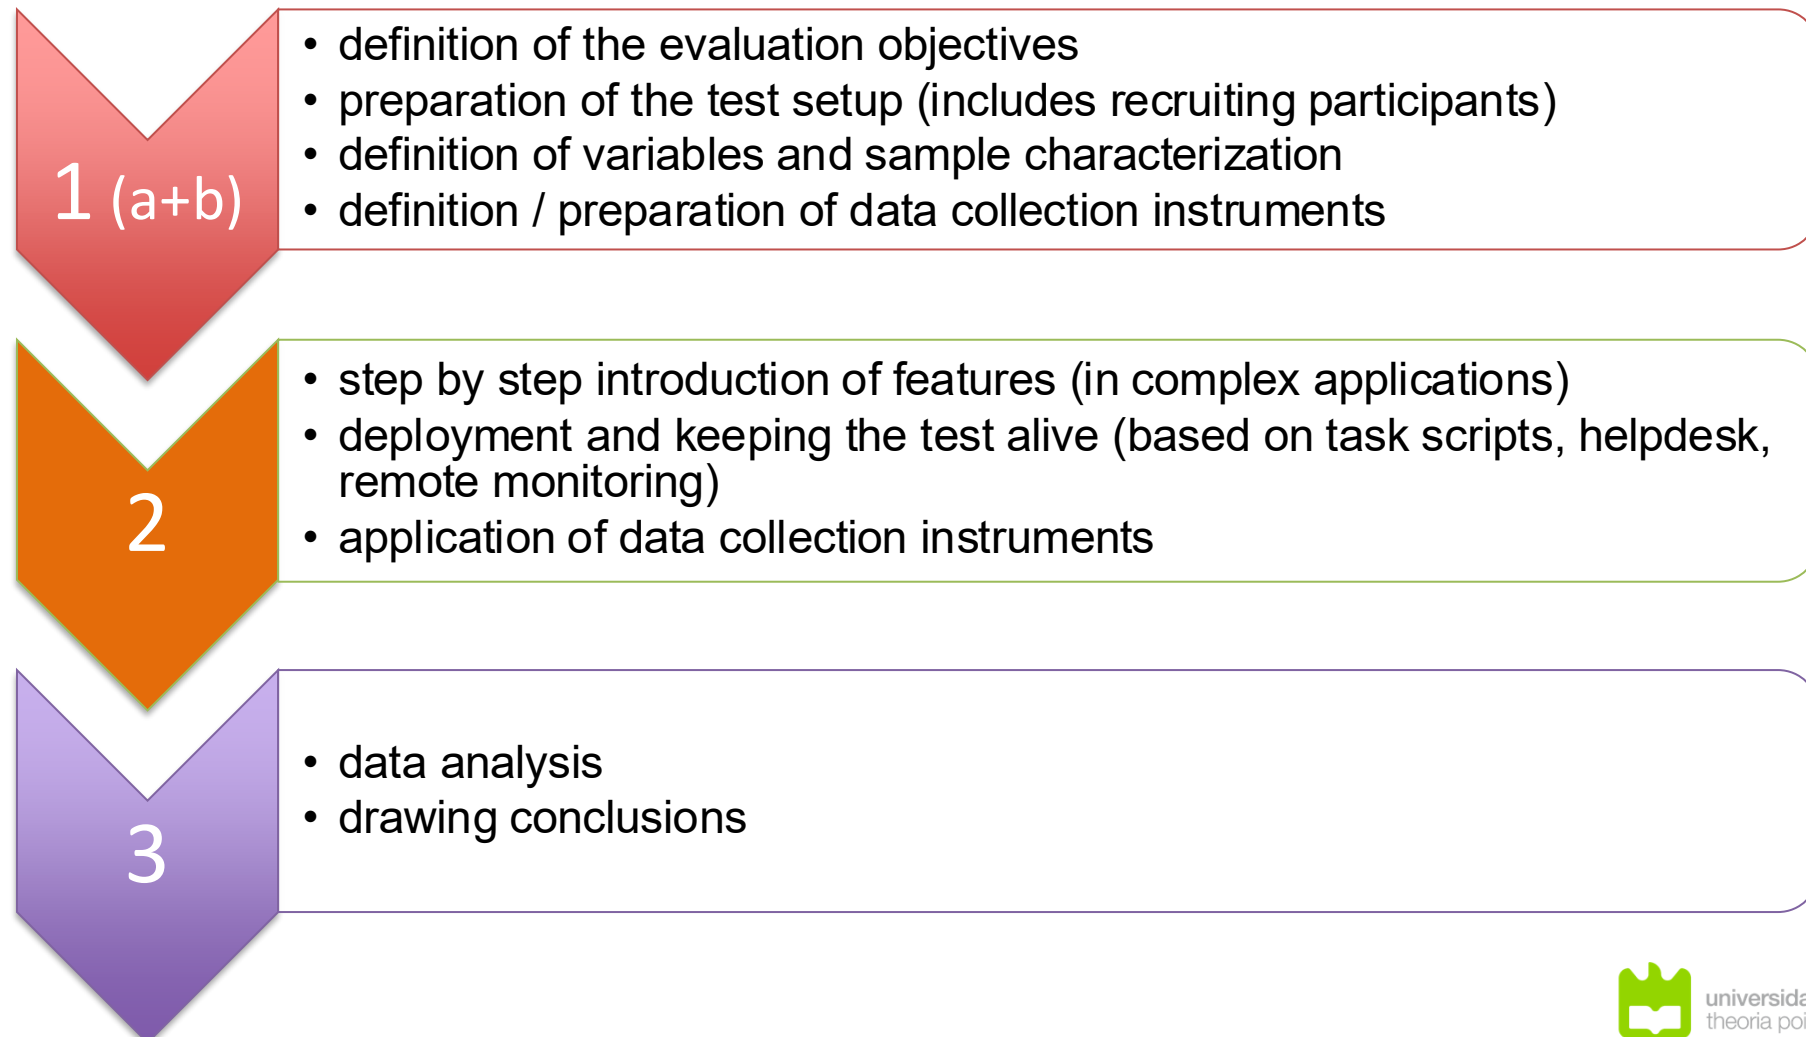 1 (a+b)
• definition of the evaluation objectives
• preparation of the test setup (includes recruiting participants)
• definition of variables and sample characterization
• definition / preparation of data collection instruments
2
• step by step introduction of features (in complex applications)
• deployment and keeping the test alive (based on task scripts, helpdesk,
remote monitoring)
• application of data collection instruments
3
• data analysis
• drawing conclusions
theoria